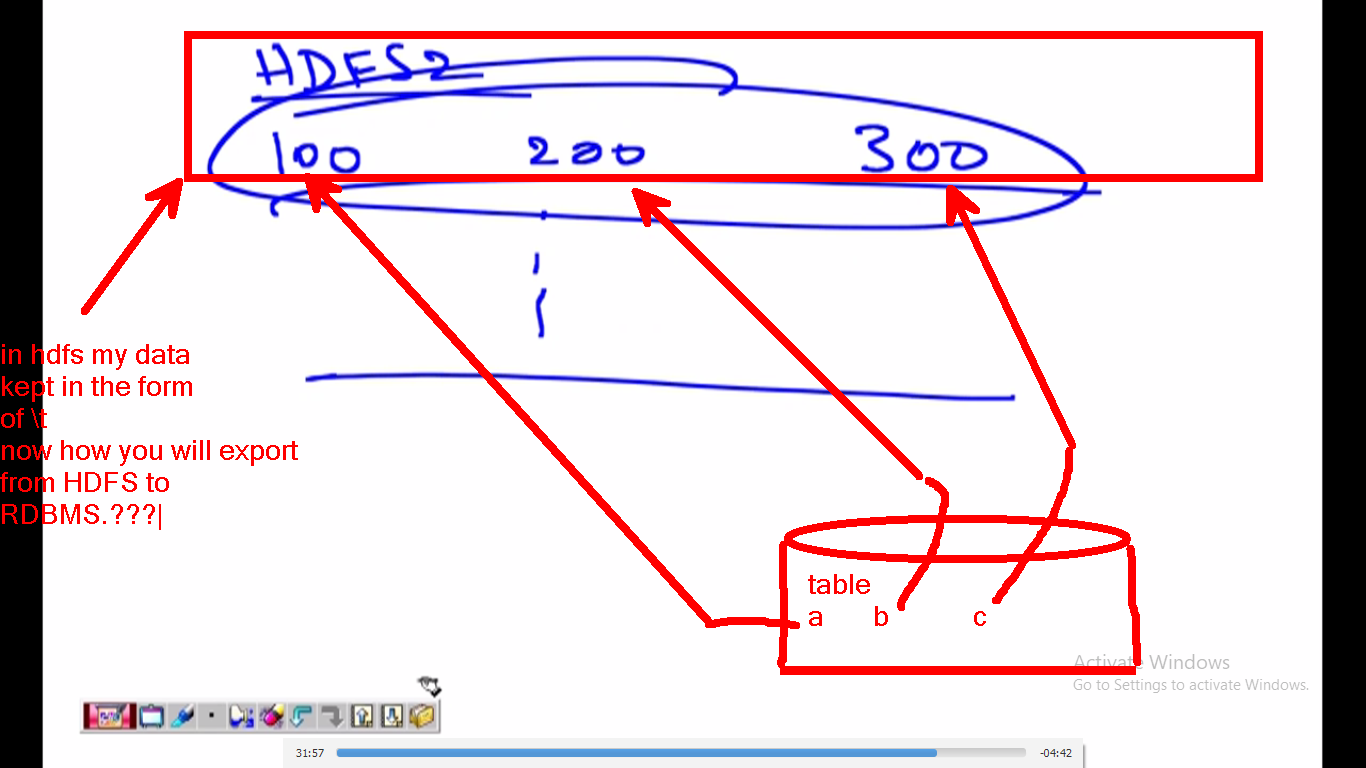 HDFS2
100 200 300
in hdfs my data
kept in the form
of \t
now how you will export
from HDFS to
RDBMS.???|
table
a b c
Activate Windows
Go to Settings to activate Windows.
31:57 -04:42